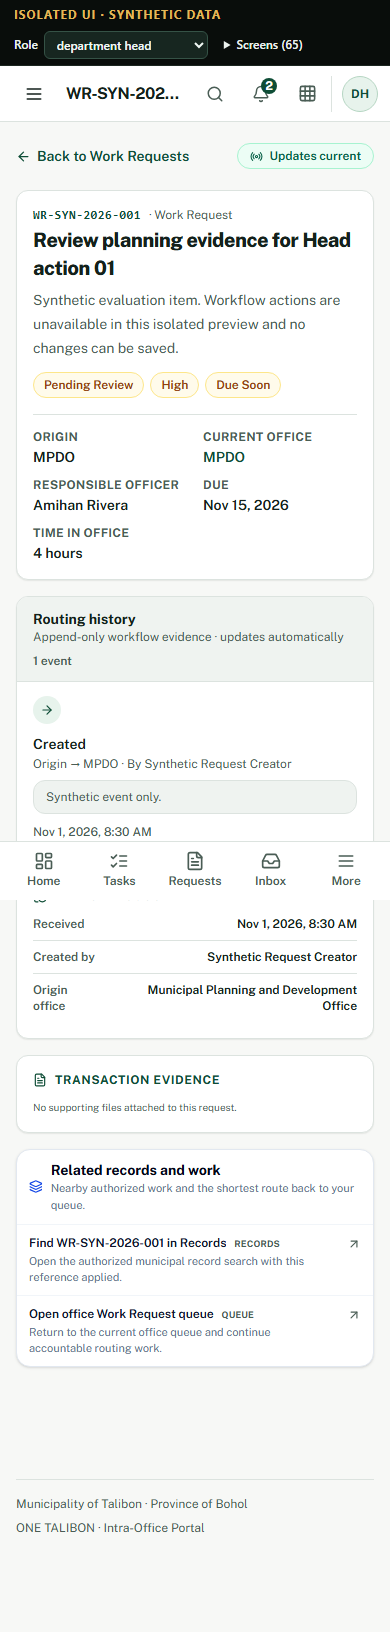 ISOLATED UI · SYNTHETIC DATA
Role department head Screens (65)
WR-SYN-202... 2 DH
Back to Work Requests Updates current
WR-SYN-2026-001 · Work Request
Review planning evidence for Head
action 01
Synthetic evaluation item. Workflow actions are
unavailable in this isolated preview and no
changes can be saved.
Pending Review High Due Soon
ORIGIN CURRENT OFFICE
MPDO MPDO
RESPONSIBLE OFFICER DUE
Amihan Rivera Nov 15, 2026
TIME IN OFFICE
4 hours
Routing history
Append-only workflow evidence · updates automatically
1 event
Created
Origin → MPDO · By Synthetic Request Creator
Synthetic event only.
Nov 1, 2026, 8:30 AM
Home Tasks Requests Inbox More
Received Nov 1, 2026, 8:30 AM
Created by Synthetic Request Creator
Origin Municipal Planning and Development
office Office
TRANSACTION EVIDENCE
No supporting files attached to this request.
Related records and work
Nearby authorized work and the shortest route back to your
queue.
Find WR-SYN-2026-001 in Records RECORDS
Open the authorized municipal record search with this
reference applied.
Open office Work Request queue QUEUE
Return to the current office queue and continue
accountable routing work.
Municipality of Talibon · Province of Bohol
ONE TALIBON · Intra-Office Portal